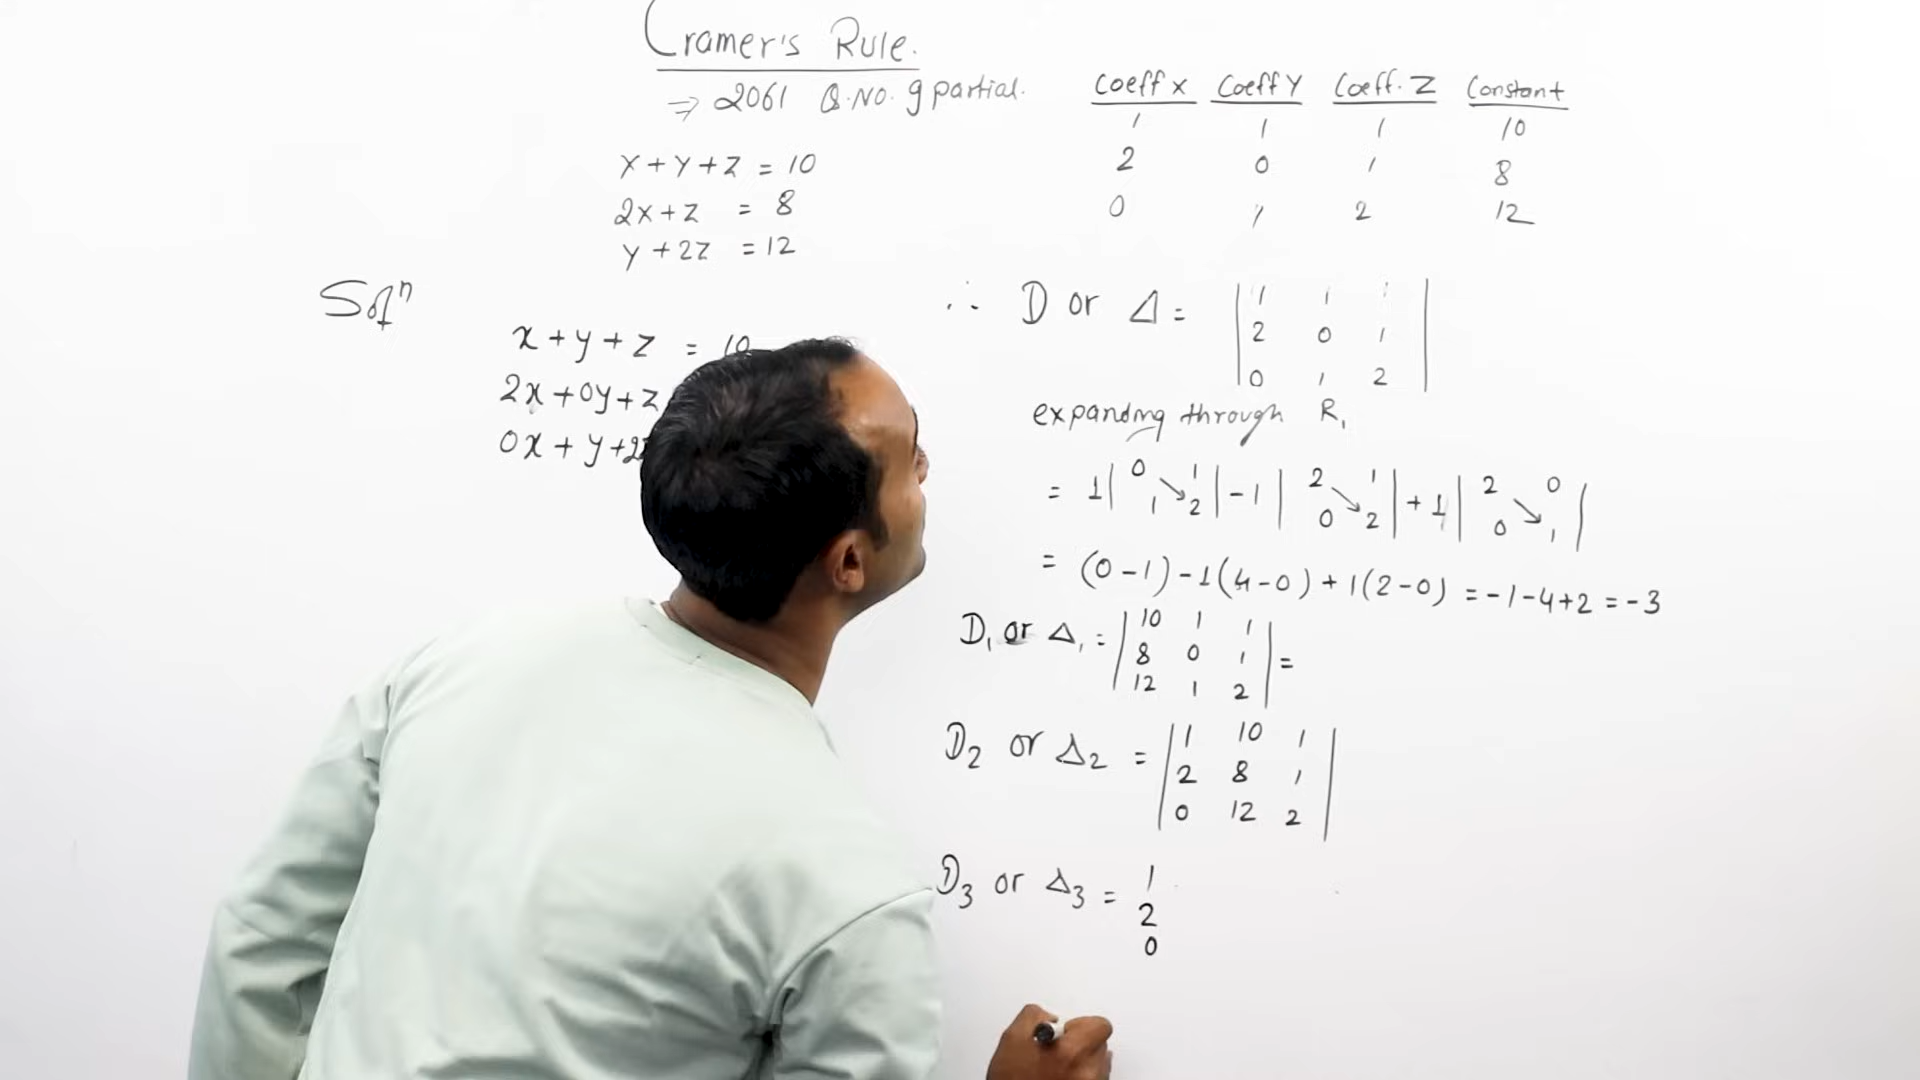 Cramer's Rule.
⇒ 2061 Q.NO. 9 partial.
x + y + z = 10
2x + z = 8
y + 2z = 12
Solⁿ
x + y + z = 10
2x + 0y + z
0x + y + 2z
Coeff x Coeff Y Coeff. Z Constant
1 1 1 10
2 0 1 8
0 1 2 12
∴ D or Δ = | 1 1 1 |
| 2 0 1 |
| 0 1 2 |
expanding through R₁
= 1 | 0 1 | - 1 | 2 1 | + 1 | 2 0 |
| 1 2 | | 0 2 | | 0 1 |
= (0 - 1) - 1(4 - 0) + 1(2 - 0) = -1 - 4 + 2 = -3
D₁ or Δ₁ = | 10 1 1 | =
| 8 0 1 |
| 12 1 2 |
D₂ or Δ₂ = | 1 10 1 |
| 2 8 1 |
| 0 12 2 |
D₃ or Δ₃ = 1
2
0